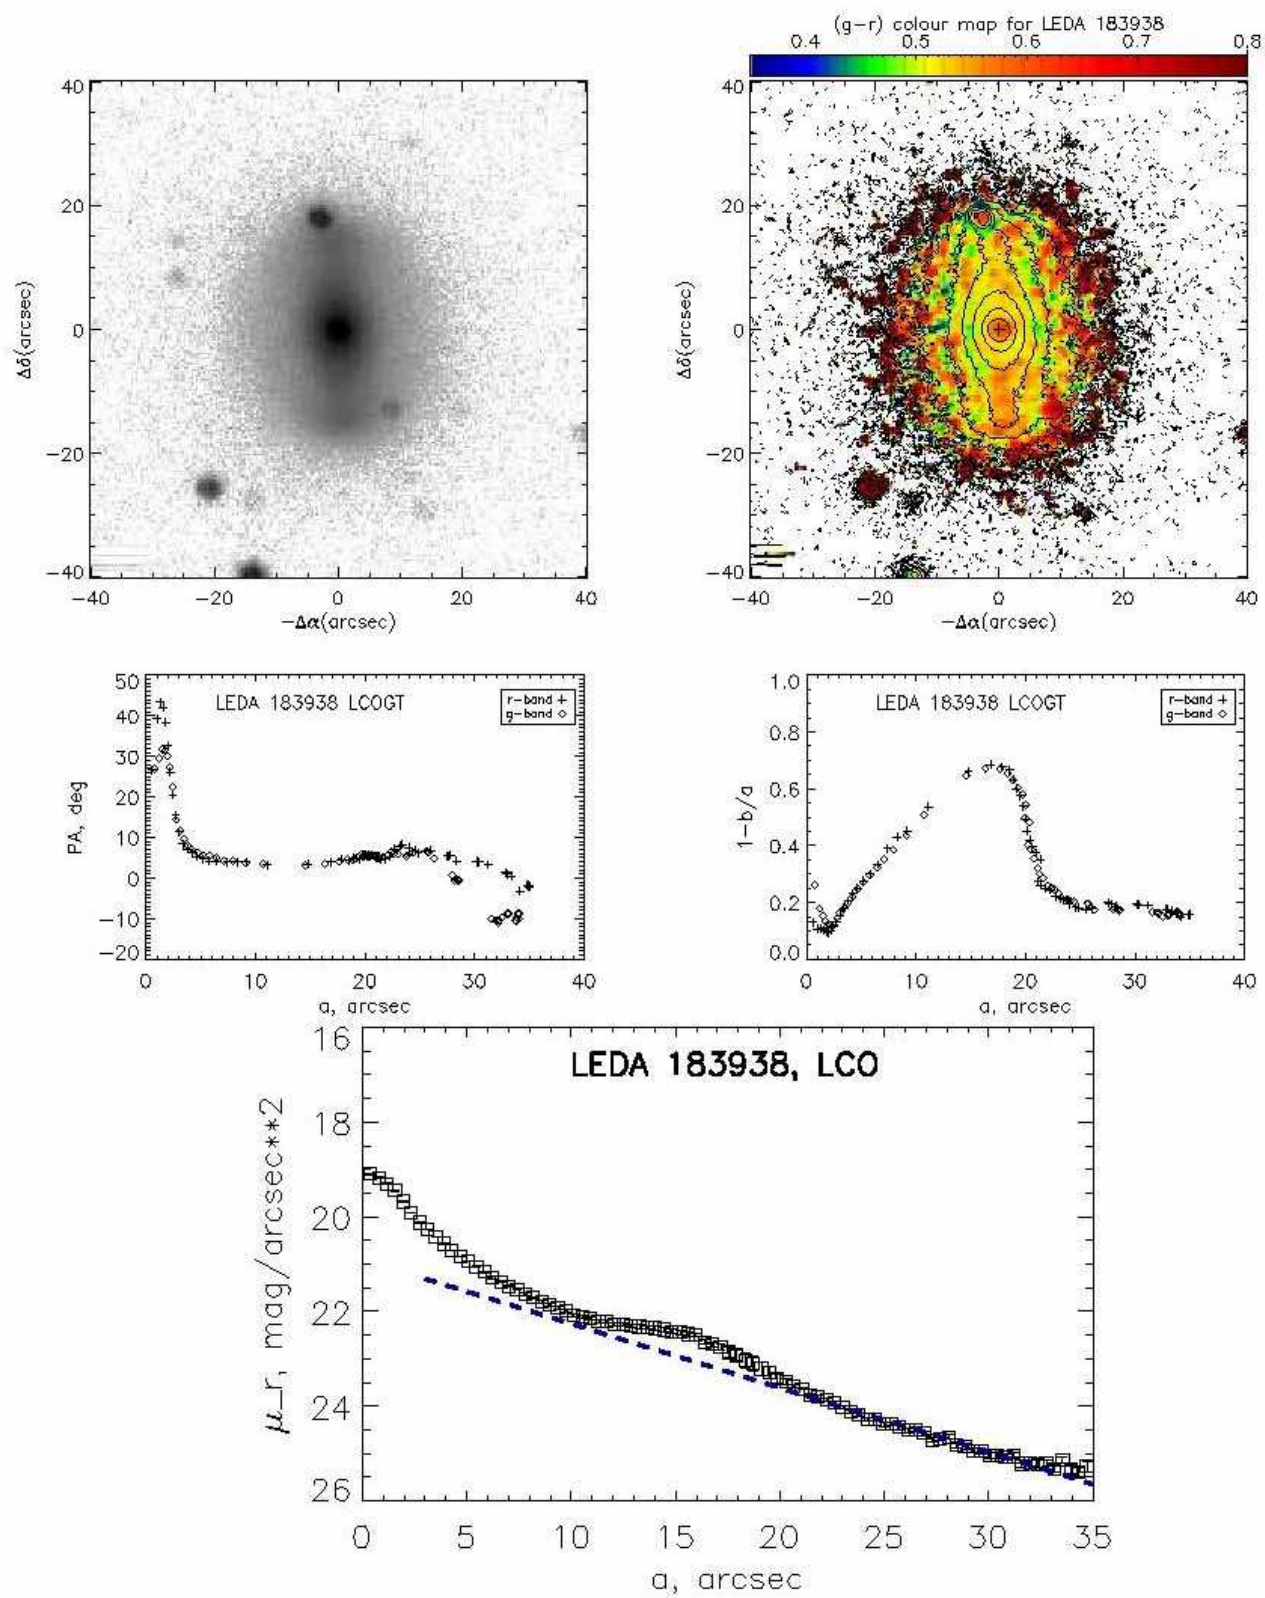 (g−r) colour map for LEDA 183938
0.4 0.5 0.6 0.7 0.8
40
20
0
−20
−40
Δδ(arcsec)
−40 −20 0 20 40
−Δα(arcsec)
40
20
0
−20
−40
Δδ(arcsec)
−40 −20 0 20 40
−Δα(arcsec)
LEDA 183938 LCOGT
r−band +
g−band ◇
50
40
30
20
10
0
−10
−20
PA, deg
0 10 20 30 40
a, arcsec
LEDA 183938 LCOGT
r−band +
g−band ◇
1.0
0.8
0.6
0.4
0.2
0.0
1−b/a
0 10 20 30 40
a, arcsec
LEDA 183938, LCO
16
18
20
22
24
26
μ_r, mag/arcsec**2
0 5 10 15 20 25 30 35
a, arcsec